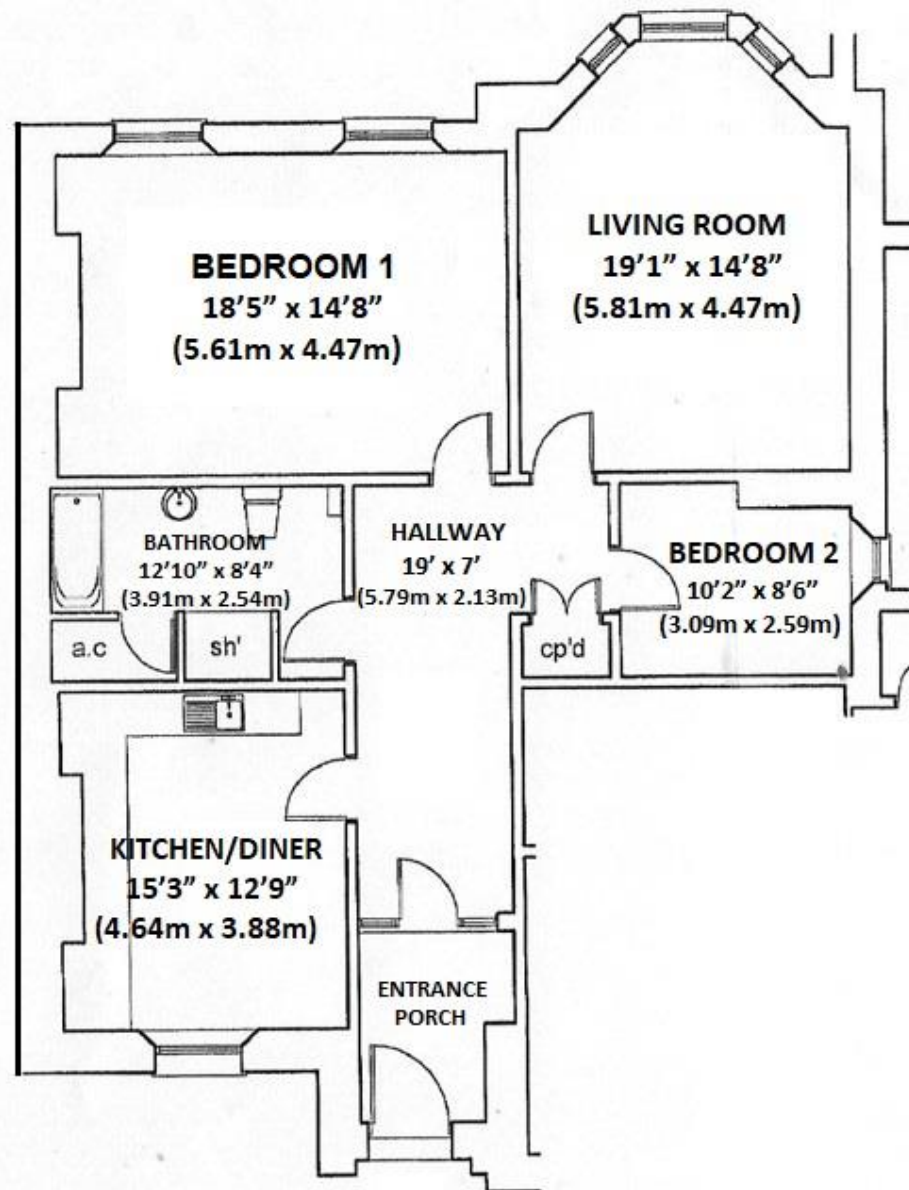 LIVING ROOM
19’1” x 14’8”
(5.81m x 4.47m)
BEDROOM 1
18’5” x 14’8”
(5.61m x 4.47m)
BATHROOM
12’10” x 8’4”
(3.91m x 2.54m)
a.c
sh'
HALLWAY
19’ x 7’
(5.79m x 2.13m)
cp'd
BEDROOM 2
10’2” x 8’6”
(3.09m x 2.59m)
KITCHEN/DINER
15’3” x 12’9”
(4.64m x 3.88m)
ENTRANCE
PORCH